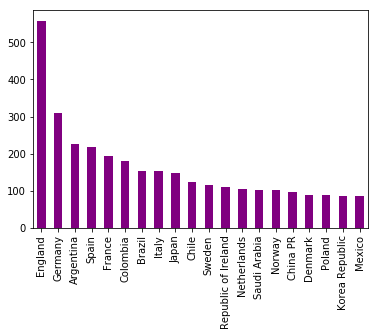 500
400
300
200
100
0
England
Germany
Argentina
Spain
France
Colombia
Brazil
Italy
Japan
Chile
Sweden
Republic of Ireland
Netherlands
Saudi Arabia
Norway
China PR
Denmark
Poland
Korea Republic
Mexico